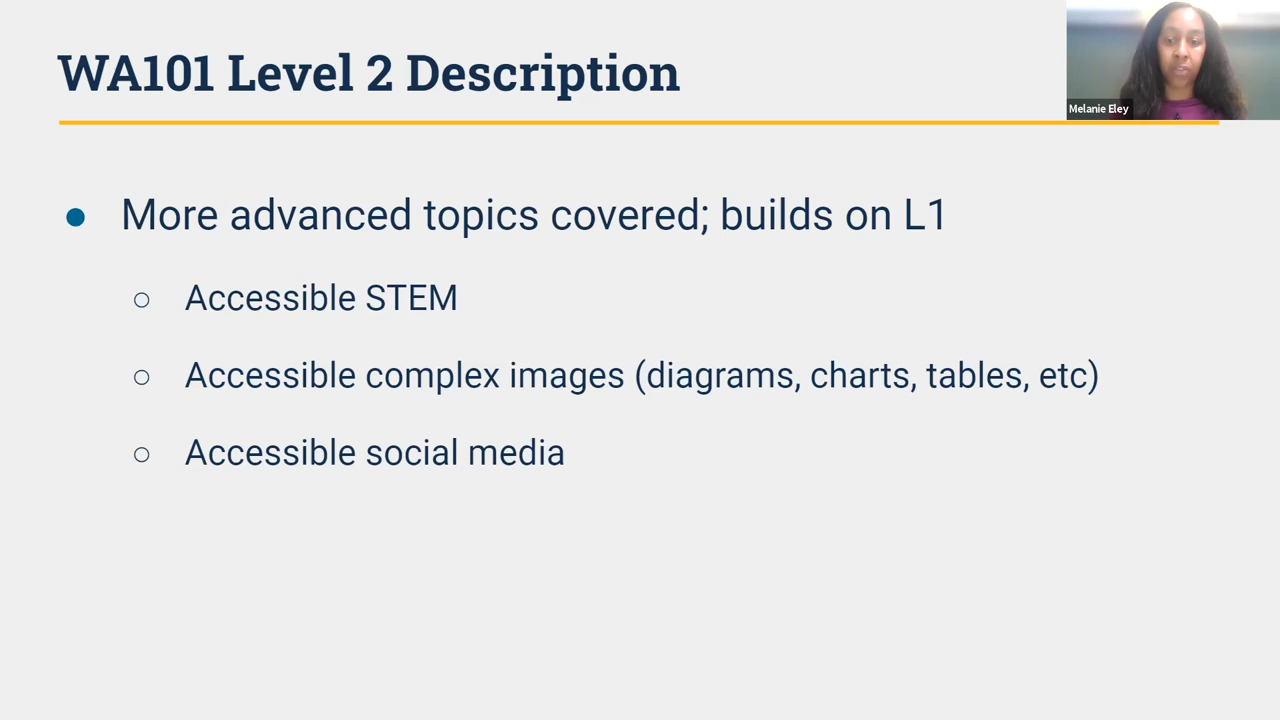 WA101 Level 2 Description
Melanie Eley
● More advanced topics covered; builds on L1
○ Accessible STEM
○ Accessible complex images (diagrams, charts, tables, etc)
○ Accessible social media